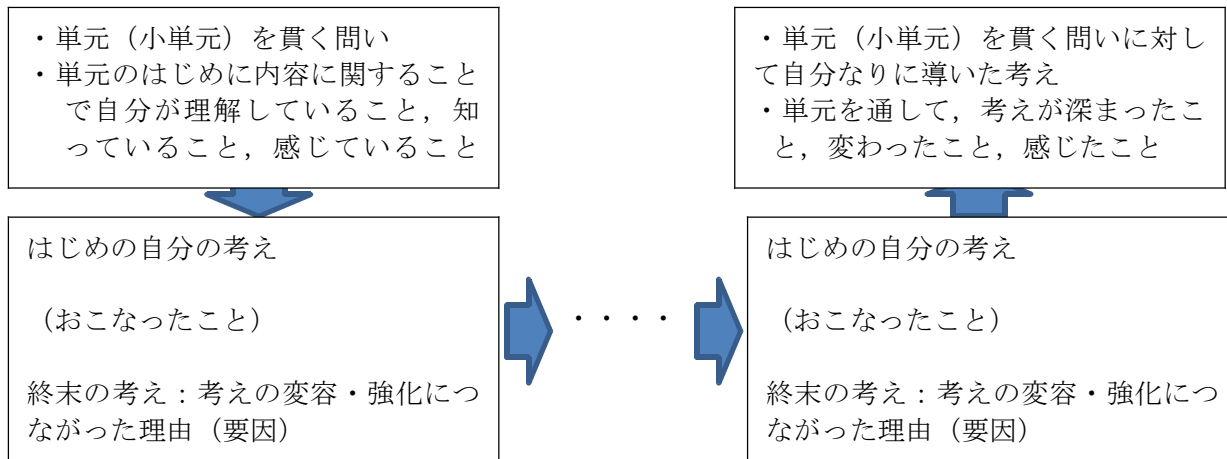 ・単元（小単元）を貫く問い
・単元のはじめに内容に関すること
で自分が理解していること，知
っていること，感じていること
・単元（小単元）を貫く問いに対し
て自分なりに導いた考え
・単元を通して，考えが深まったこ
と，変わったこと，感じたこと
はじめの自分の考え
（おこなったこと）
終末の考え：考えの変容・強化につ
ながった理由（要因）
・・・・
はじめの自分の考え
（おこなったこと）
終末の考え：考えの変容・強化につ
ながった理由（要因）